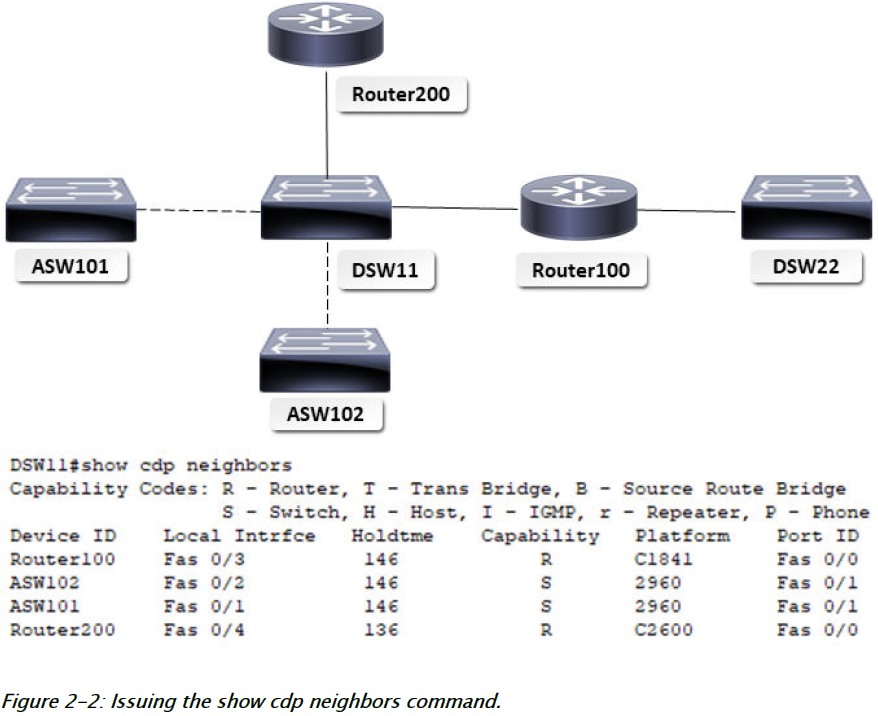 Router200
ASW101
DSW11
Router100
DSW22
ASW102
DSW11#show cdp neighbors
Capability Codes: R - Router, T - Trans Bridge, B - Source Route Bridge
S - Switch, H - Host, I - IGMP, r - Repeater, P - Phone
Device ID Local Intrfce Holdtme Capability Platform Port ID
Router100 Fas 0/3 146 R C1841 Fas 0/0
ASW102 Fas 0/2 146 S 2960 Fas 0/1
ASW101 Fas 0/1 146 S 2960 Fas 0/1
Router200 Fas 0/4 136 R C2600 Fas 0/0
Figure 2-2: Issuing the show cdp neighbors command.